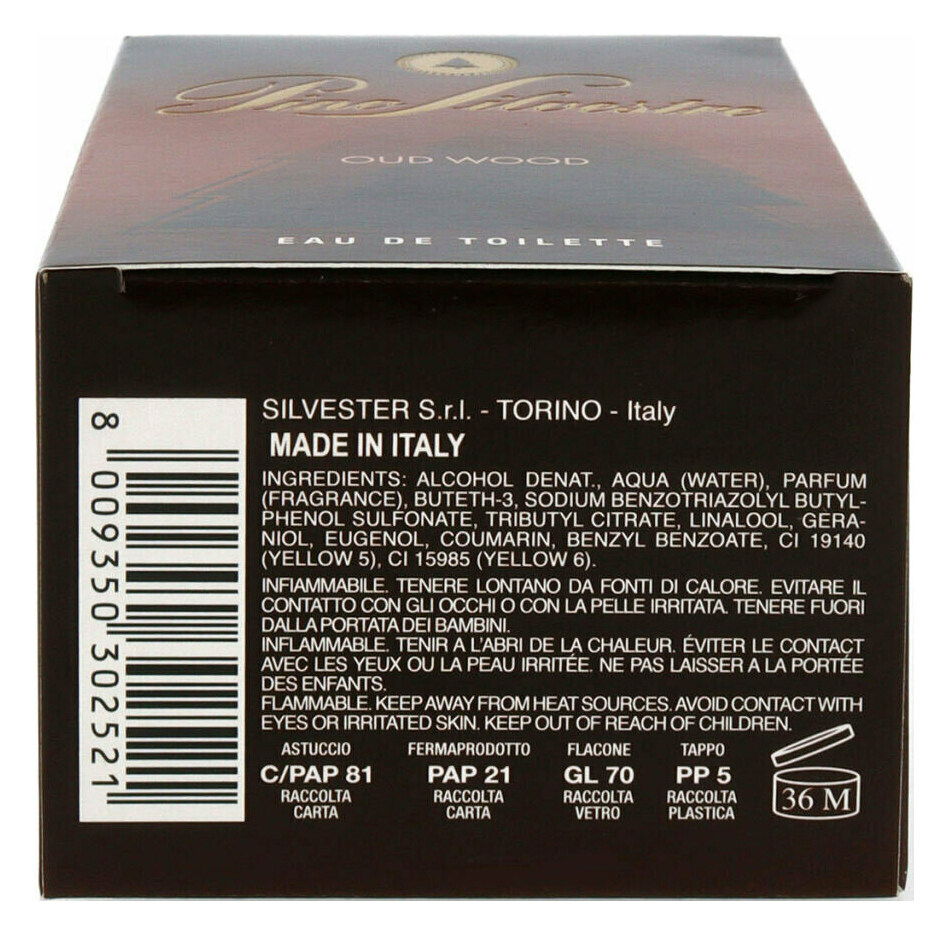 Pino Silvestre
OUD WOOD
EAU DE TOILETTE
SILVESTER S.r.l. - TORINO - Italy
MADE IN ITALY
INGREDIENTS: ALCOHOL DENAT., AQUA (WATER), PARFUM
(FRAGRANCE), BUTETH-3, SODIUM BENZOTRIAZOLYL BUTYL-
PHENOL SULFONATE, TRIBUTYL CITRATE, LINALOOL, GERA-
NIOL, EUGENOL, COUMARIN, BENZYL BENZOATE, CI 19140
(YELLOW 5), CI 15985 (YELLOW 6).
INFIAMMABILE. TENERE LONTANO DA FONTI DI CALORE. EVITARE IL
CONTATTO CON GLI OCCHI O CON LA PELLE IRRITATA. TENERE FUORI
DALLA PORTATA DEI BAMBINI.
INFLAMMABLE. TENIR A L'ABRI DE LA CHALEUR. ÉVITER LE CONTACT
AVEC LES YEUX OU LA PEAU IRRITÉE. NE PAS LAISSER A LA PORTÉE
DES ENFANTS.
FLAMMABLE. KEEP AWAY FROM HEAT SOURCES. AVOID CONTACT WITH
EYES OR IRRITATED SKIN. KEEP OUT OF REACH OF CHILDREN.
ASTUCCIO FERMAPRODOTTO FLACONE TAPPO
C/PAP 81 PAP 21 GL 70 PP 5
RACCOLTA RACCOLTA RACCOLTA RACCOLTA
CARTA CARTA VETRO PLASTICA
36 M
8 009350 302521